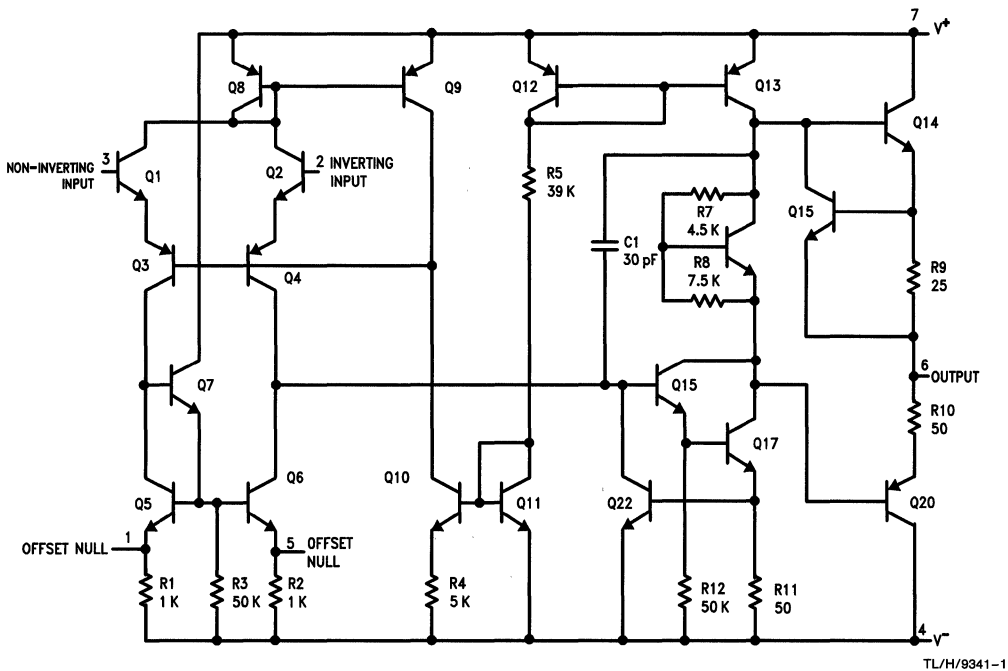 7 V+
Q8
Q9
Q12
Q13
Q14
3
NON-INVERTING
INPUT
Q1
Q2
2 INVERTING
INPUT
R5
39 K
R7
4.5 K
Q15
C1
30 pF
R8
7.5 K
R9
25
Q3
Q4
6
OUTPUT
Q7
Q15
R10
50
Q17
Q5
Q6
Q10
Q11
Q22
Q20
OFFSET NULL 1
5 OFFSET
NULL
R1
1 K
R3
50 K
R2
1 K
R4
5 K
R12
50 K
R11
50
4 V-
TL/H/9341-1